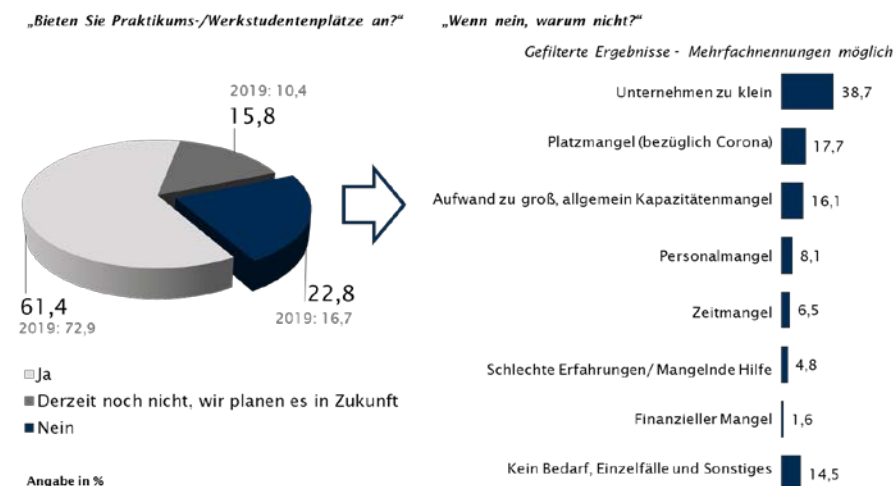 „Bieten Sie Praktikums-/Werkstudentenplätze an?“
2019: 10,4
15,8
61,4
2019: 72,9
22,8
2019: 16,7
Ja
Derzeit noch nicht, wir planen es in Zukunft
Nein
Angabe in %
„Wenn nein, warum nicht?“
Gefilterte Ergebnisse - Mehrfachnennungen möglich
Unternehmen zu klein 38,7
Platzmangel (bezüglich Corona) 17,7
Aufwand zu groß, allgemein Kapazitätenmangel 16,1
Personalmangel 8,1
Zeitmangel 6,5
Schlechte Erfahrungen/ Mangelnde Hilfe 4,8
Finanzieller Mangel 1,6
Kein Bedarf, Einzelfälle und Sonstiges 14,5